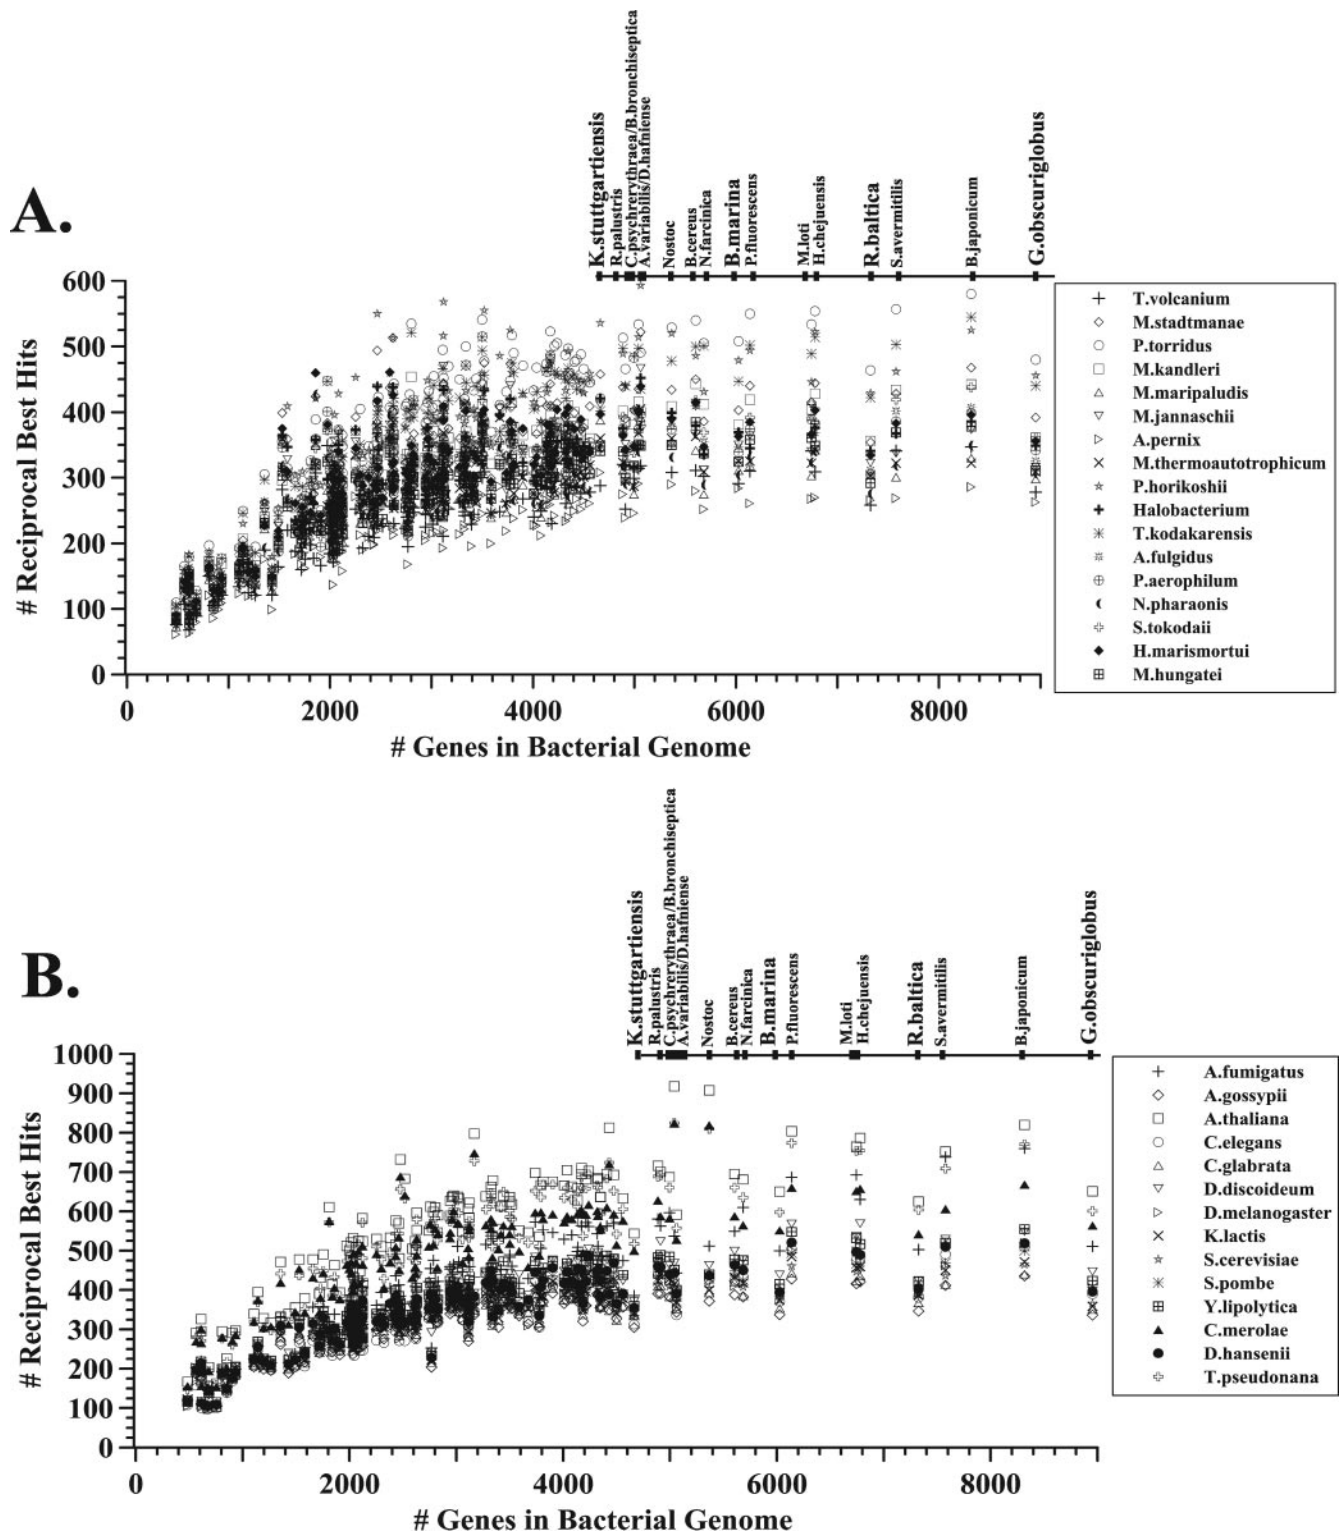 A.
K.stuttgartiensis
R.palustris
C.psychrerythraea/B.bronchiseptica
A.variabilis/D.hafniense
Nostoc
B.cereus
N.farcinica
B.marina
P.fluorescens
M.loti
H.chejuensis
R.baltica
S.avermitilis
B.japonicum
G.obscuriglobus
# Reciprocal Best Hits
600
500
400
300
200
100
0
0 2000 4000 6000 8000
# Genes in Bacterial Genome
T.volcanium
M.stadtmanae
P.torridus
M.kandleri
M.maripaludis
M.jannaschii
A.pernix
M.thermoautotrophicum
P.horikoshii
Halobacterium
T.kodakarensis
A.fulgidus
P.aerophilum
N.pharaonis
S.tokodaii
H.marismortui
M.hungatei
B.
K.stuttgartiensis
R.palustris
C.psychrerythraea/B.bronchiseptica
A.variabilis/D.hafniense
Nostoc
B.cereus
N.farcinica
B.marina
P.fluorescens
M.loti
H.chejuensis
R.baltica
S.avermitilis
B.japonicum
G.obscuriglobus
# Reciprocal Best Hits
1000
900
800
700
600
500
400
300
200
100
0
0 2000 4000 6000 8000
# Genes in Bacterial Genome
A.fumigatus
A.gossypii
A.thaliana
C.elegans
C.glabrata
D.discoideum
D.melanogaster
K.lactis
S.cerevisiae
S.pombe
Y.lipolytica
C.merolae
D.hansenii
T.pseudonana